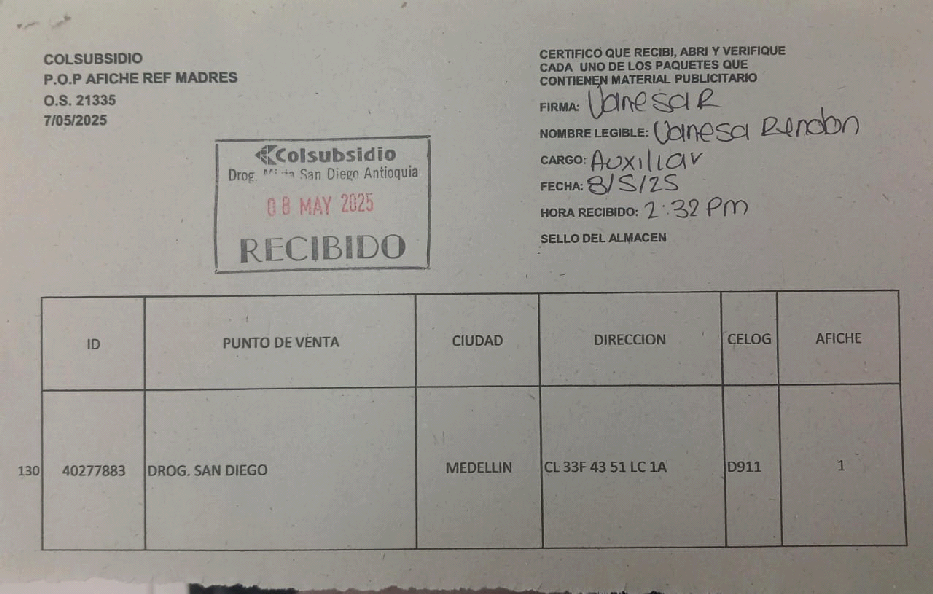 COLSUBSIDIO
P.O.P AFICHE REF MADRES
O.S. 21335
7/05/2025
CERTIFICO QUE RECIBI, ABRI Y VERIFIQUE
CADA UNO DE LOS PAQUETES QUE
CONTIENEN MATERIAL PUBLICITARIO
FIRMA: Vanesa R
NOMBRE LEGIBLE: Vanesa Rendon
CARGO: Auxiliar
FECHA: 8/5/25
HORA RECIBIDO: 2:32 Pm
SELLO DEL ALMACEN
Colsubsidio
Drog. San Diego Antioquia
08 MAY 2025
RECIBIDO
ID PUNTO DE VENTA CIUDAD DIRECCION CELOG AFICHE
130 40277883 DROG. SAN DIEGO MEDELLIN CL 33F 43 51 LC 1A D911 1